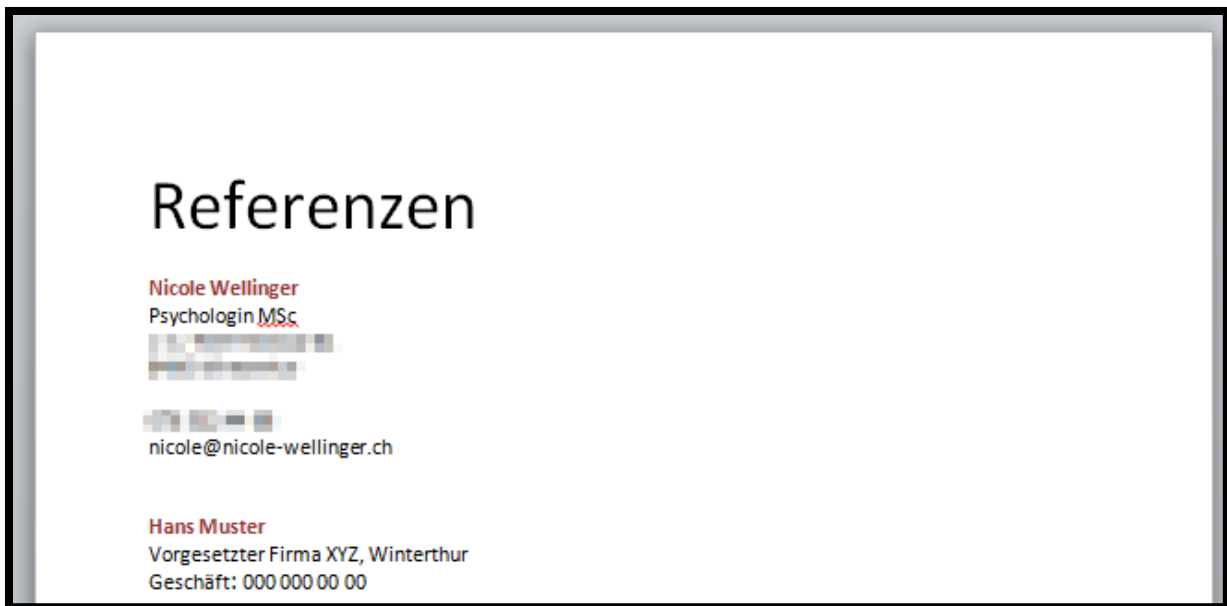 Referenzen
Nicole Wellinger
Psychologin MSc
nicole@nicole-wellinger.ch
Hans Muster
Vorgesetzter Firma XYZ, Winterthur
Geschäft: 000 000 00 00